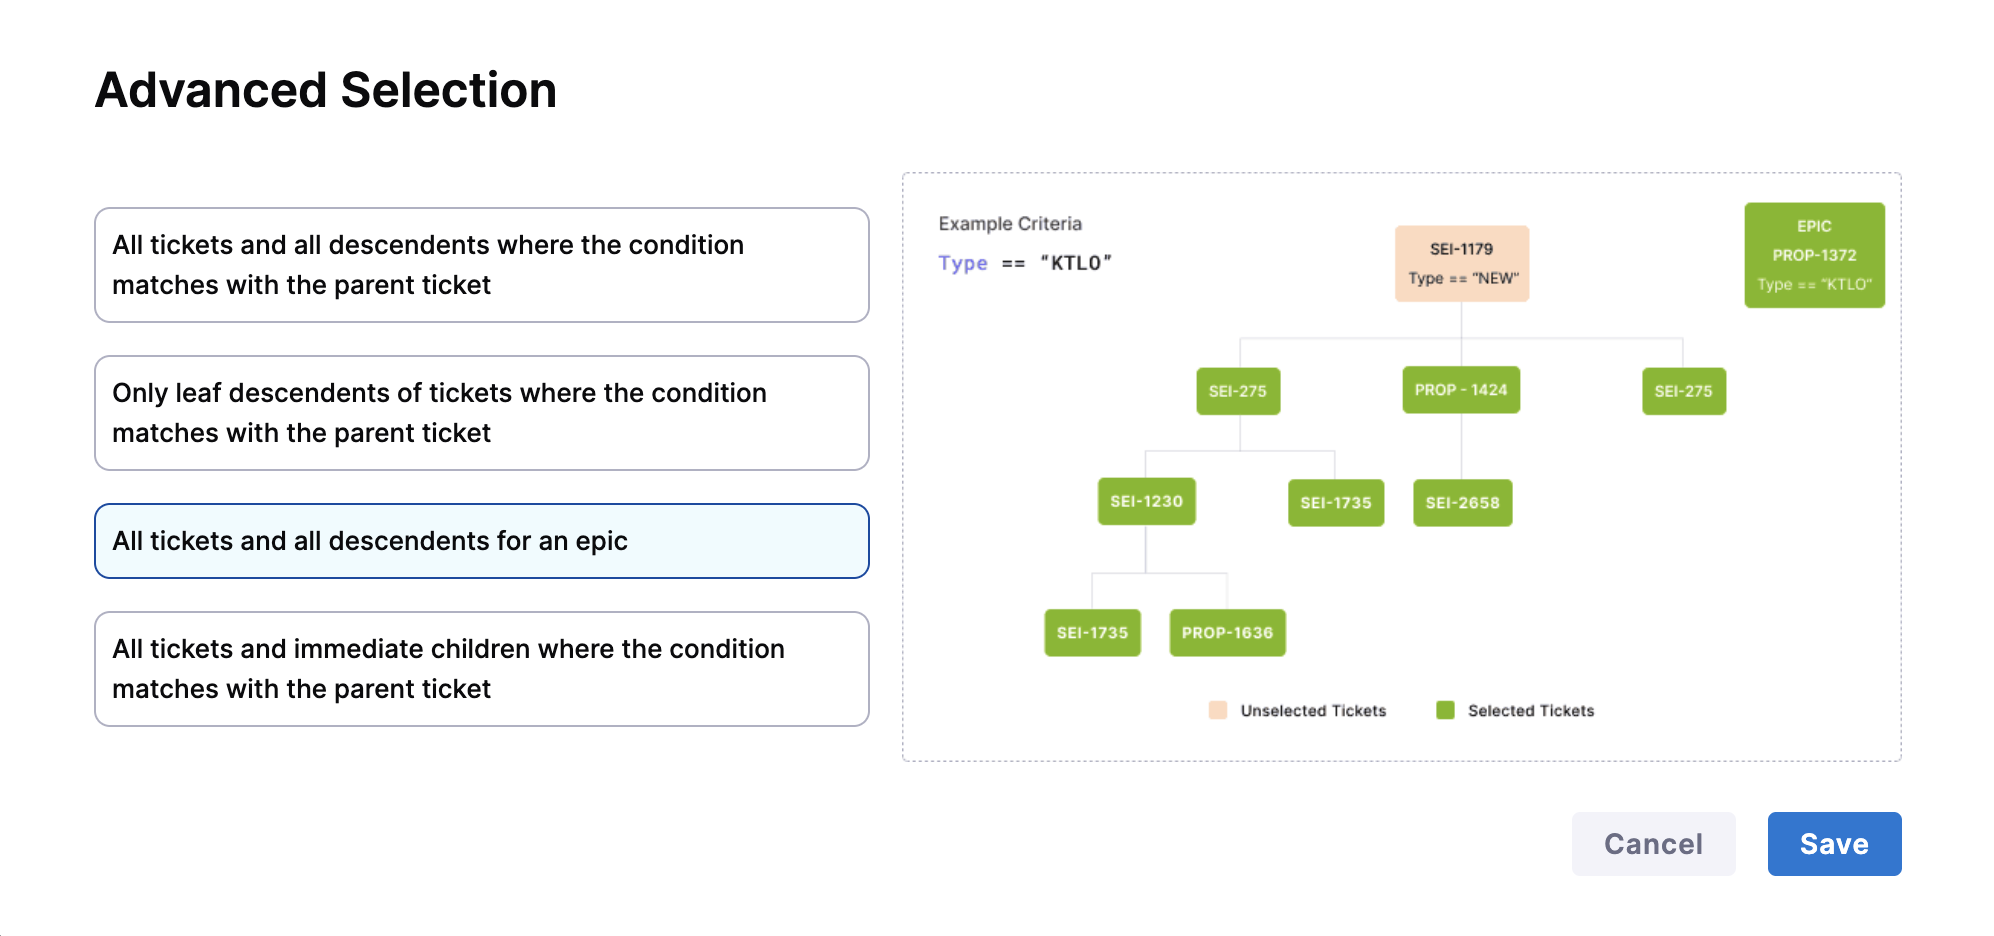 Advanced Selection
All tickets and all descendents where the condition
matches with the parent ticket
Only leaf descendents of tickets where the condition
matches with the parent ticket
All tickets and all descendents for an epic
All tickets and immediate children where the condition
matches with the parent ticket
Example Criteria
Type == “KTLO”
SEI-1179
Type == “NEW”
EPIC
PROP-1372
Type == “KTLO”
SEI-275
PROP - 1424
SEI-275
SEI-1230
SEI-1735
SEI-2658
SEI-1735
PROP-1636
Unselected Tickets
Selected Tickets
Cancel
Save